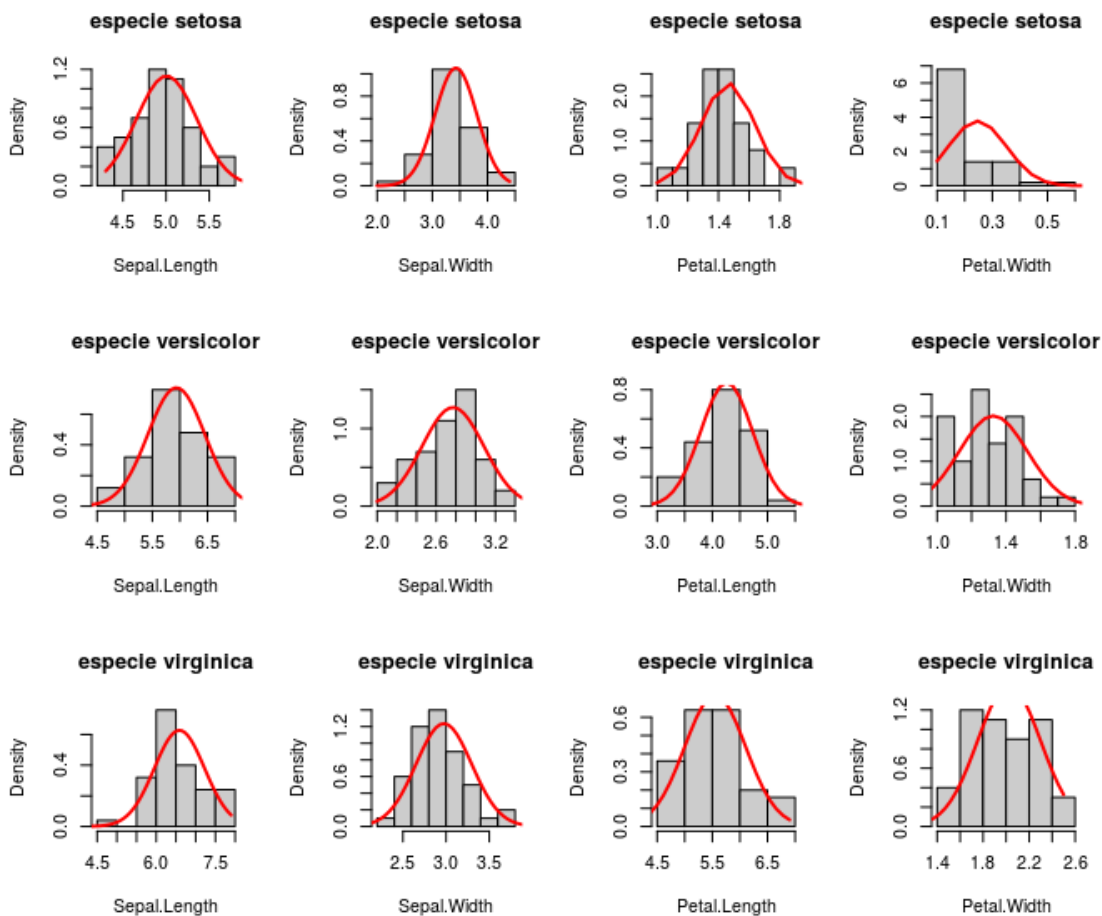 especie setosa especie setosa especie setosa especie setosa
Density 0.0 0.6 1.2 Density 0.0 0.4 0.8 Density 0.0 1.0 2.0 Density 0 2 4 6
4.5 5.0 5.5 2.0 3.0 4.0 1.0 1.4 1.8 0.1 0.3 0.5
Sepal.Length Sepal.Width Petal.Length Petal.Width
especie versicolor especie versicolor especie versicolor especie versicolor
Density 0.0 0.4 Density 0.0 1.0 Density 0.0 0.4 0.8 Density 0.0 1.0 2.0
4.5 5.5 6.5 2.0 2.6 3.2 3.0 4.0 5.0 1.0 1.4 1.8
Sepal.Length Sepal.Width Petal.Length Petal.Width
especie virginica especie virginica especie virginica especie virginica
Density 0.0 0.4 Density 0.0 0.6 1.2 Density 0.0 0.3 0.6 Density 0.0 0.6 1.2
4.5 6.0 7.5 2.5 3.0 3.5 4.5 5.5 6.5 1.4 1.8 2.2 2.6
Sepal.Length Sepal.Width Petal.Length Petal.Width